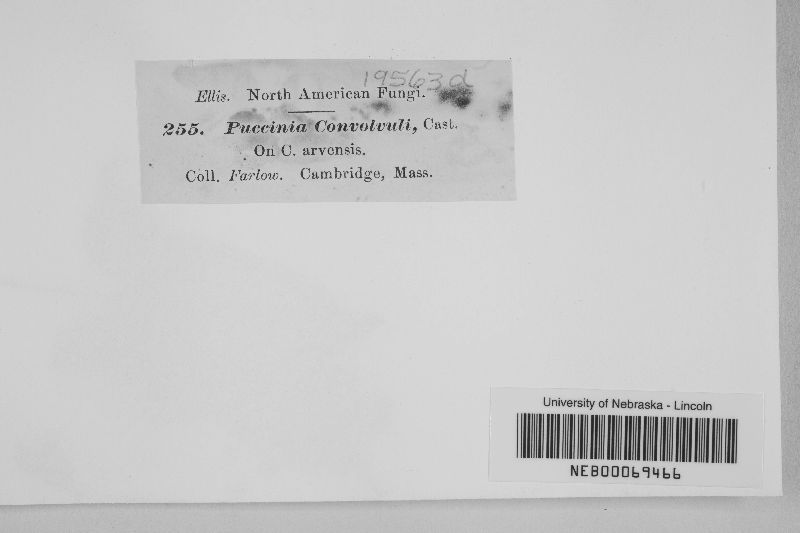 19563a
Ellis. North American Fungi.
255. Puccinia Convolvuli, Cast.
On C. arvensis.
Coll. Farlow. Cambridge, Mass.
University of Nebraska - Lincoln
NEB00069466